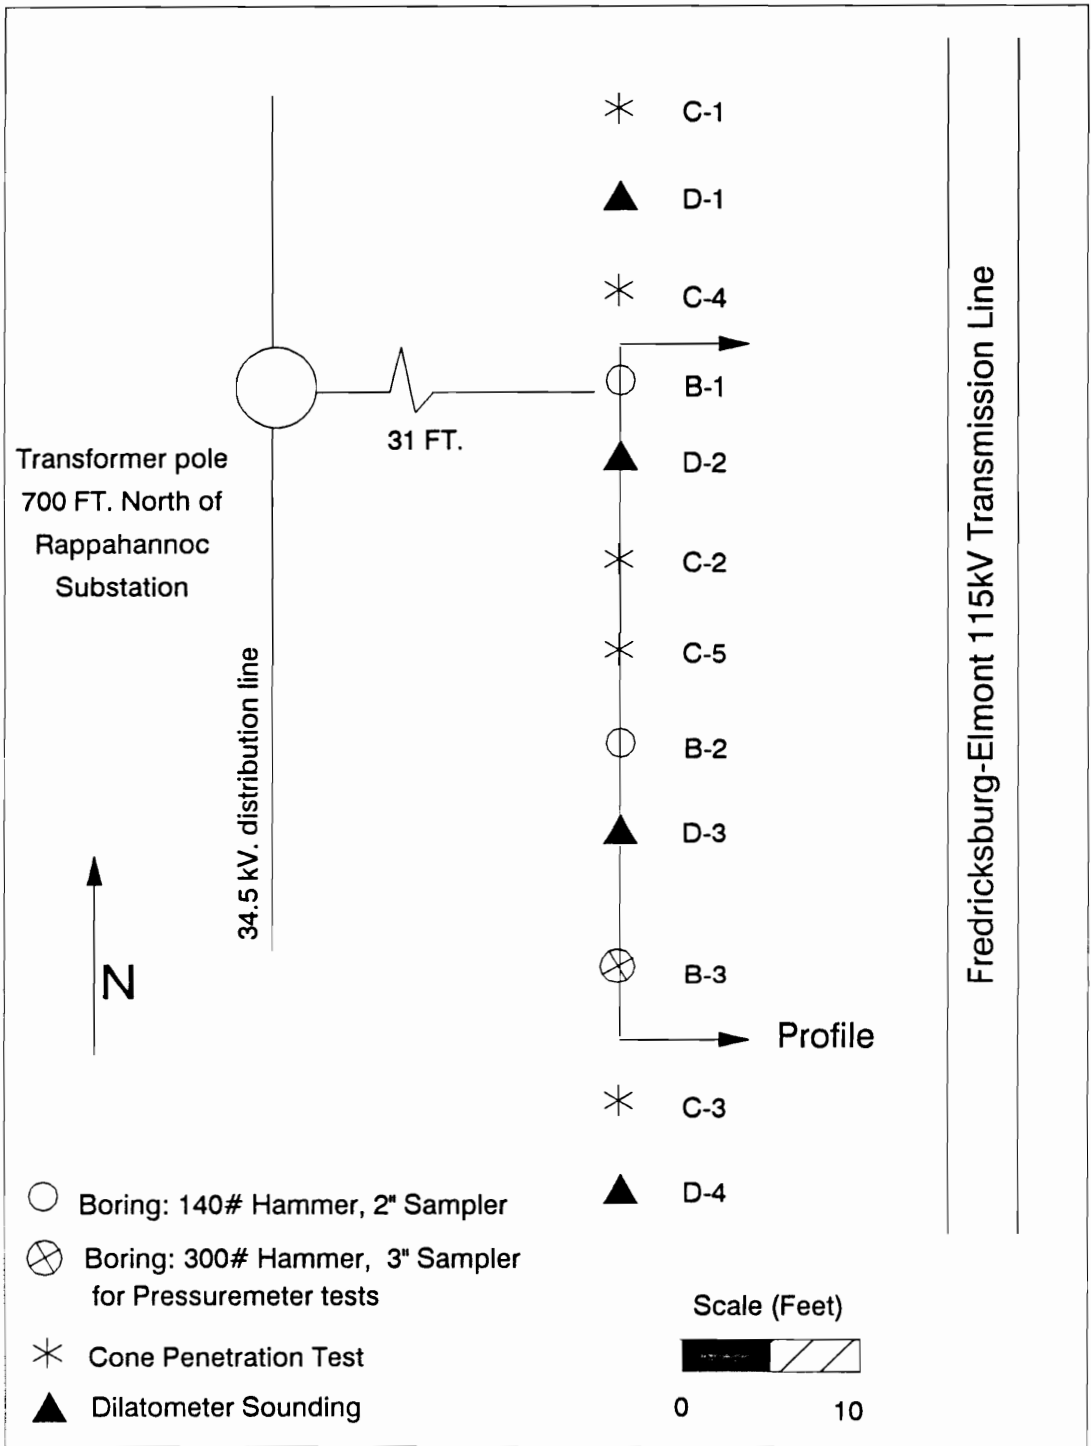 C-1
D-1
C-4
B-1
31 FT.
D-2
Transformer pole
700 FT. North of
Rappahannoc
Substation
C-2
C-5
34.5 kV. distribution line
B-2
D-3
Fredricksburg-Elmont 115kV Transmission Line
N
B-3
Profile
C-3
D-4
Boring: 140# Hammer, 2" Sampler
Boring: 300# Hammer, 3" Sampler
for Pressuremeter tests
Cone Penetration Test
Dilatometer Sounding
Scale (Feet)
0 10